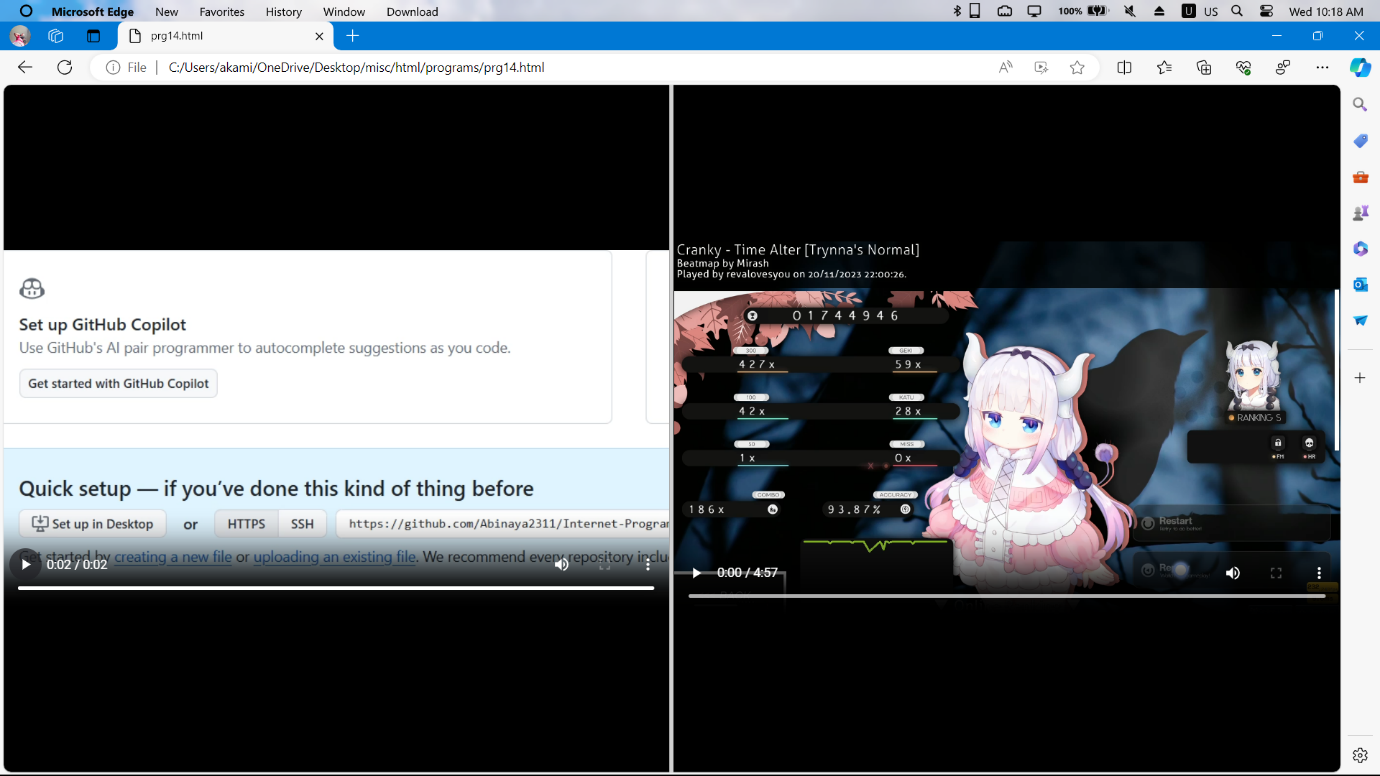 Microsoft Edge New Favorites History Window Download 100% U US Wed 10:18 AM
prg14.html
File C:/Users/akami/OneDrive/Desktop/misc/html/programs/prg14.html
Set up GitHub Copilot
Use GitHub's AI pair programmer to autocomplete suggestions as you code.
Get started with GitHub Copilot
Quick setup — if you've done this kind of thing before
Set up in Desktop or HTTPS SSH https://github.com/Abinaya2311/Internet-Program
Get started by creating a new file or uploading an existing file. We recommend every repository inclu
0:02 / 0:02
Cranky - Time Alter [Trynna's Normal]
Beatmap by Mirash
Played by revalovesyou on 20/11/2023 22:00:26.
01744946
300 GEKI
427x 59x
100 KATU
42x 28x
50 MISS
1x 0x
COMBO ACCURACY
186x 93.87%
RANKING S
FM HR
Restart
0:00 / 4:57